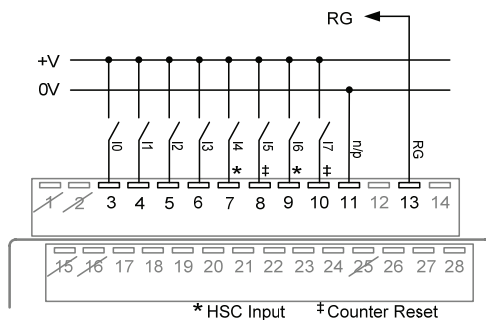 RG
+V
0V
I0 I1 I2 I3 I4 I5 I6 I7 n/p RG
* ‡ * ‡
1 2 3 4 5 6 7 8 9 10 11 12 13 14
15 16 17 18 19 20 21 22 23 24 25 26 27 28
* HSC Input ‡ Counter Reset